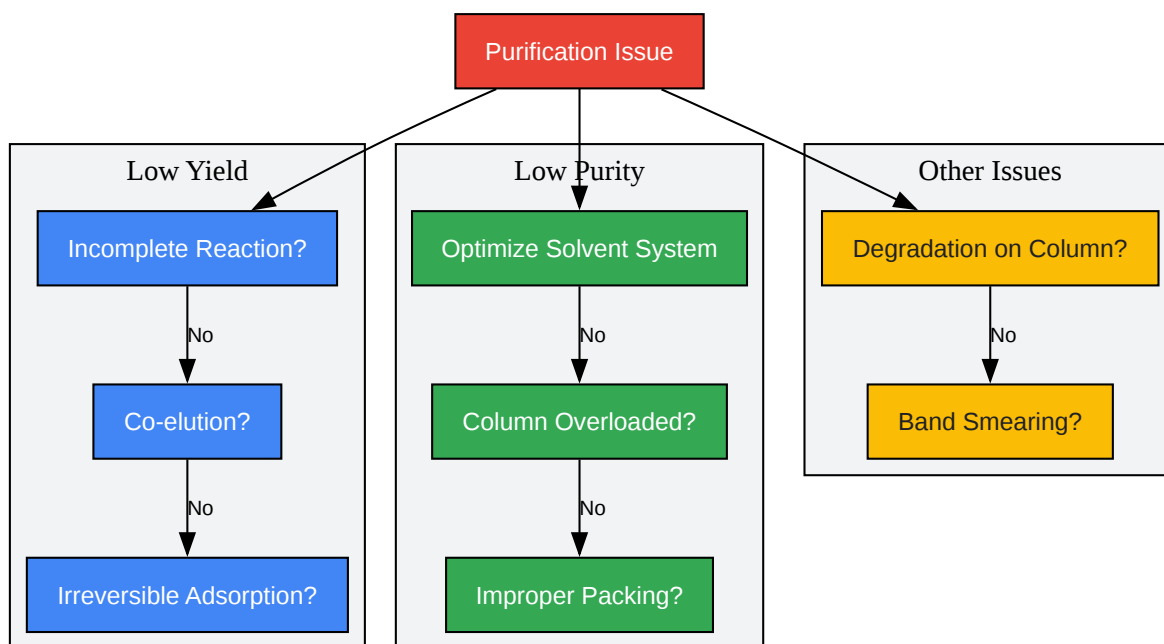 Purification Issue
Low Yield
Low Purity
Other Issues
Incomplete Reaction?
Optimize Solvent System
Degradation on Column?
No
No
No
Co-elution?
Column Overloaded?
Band Smearing?
No
No
Irreversible Adsorption?
Improper Packing?